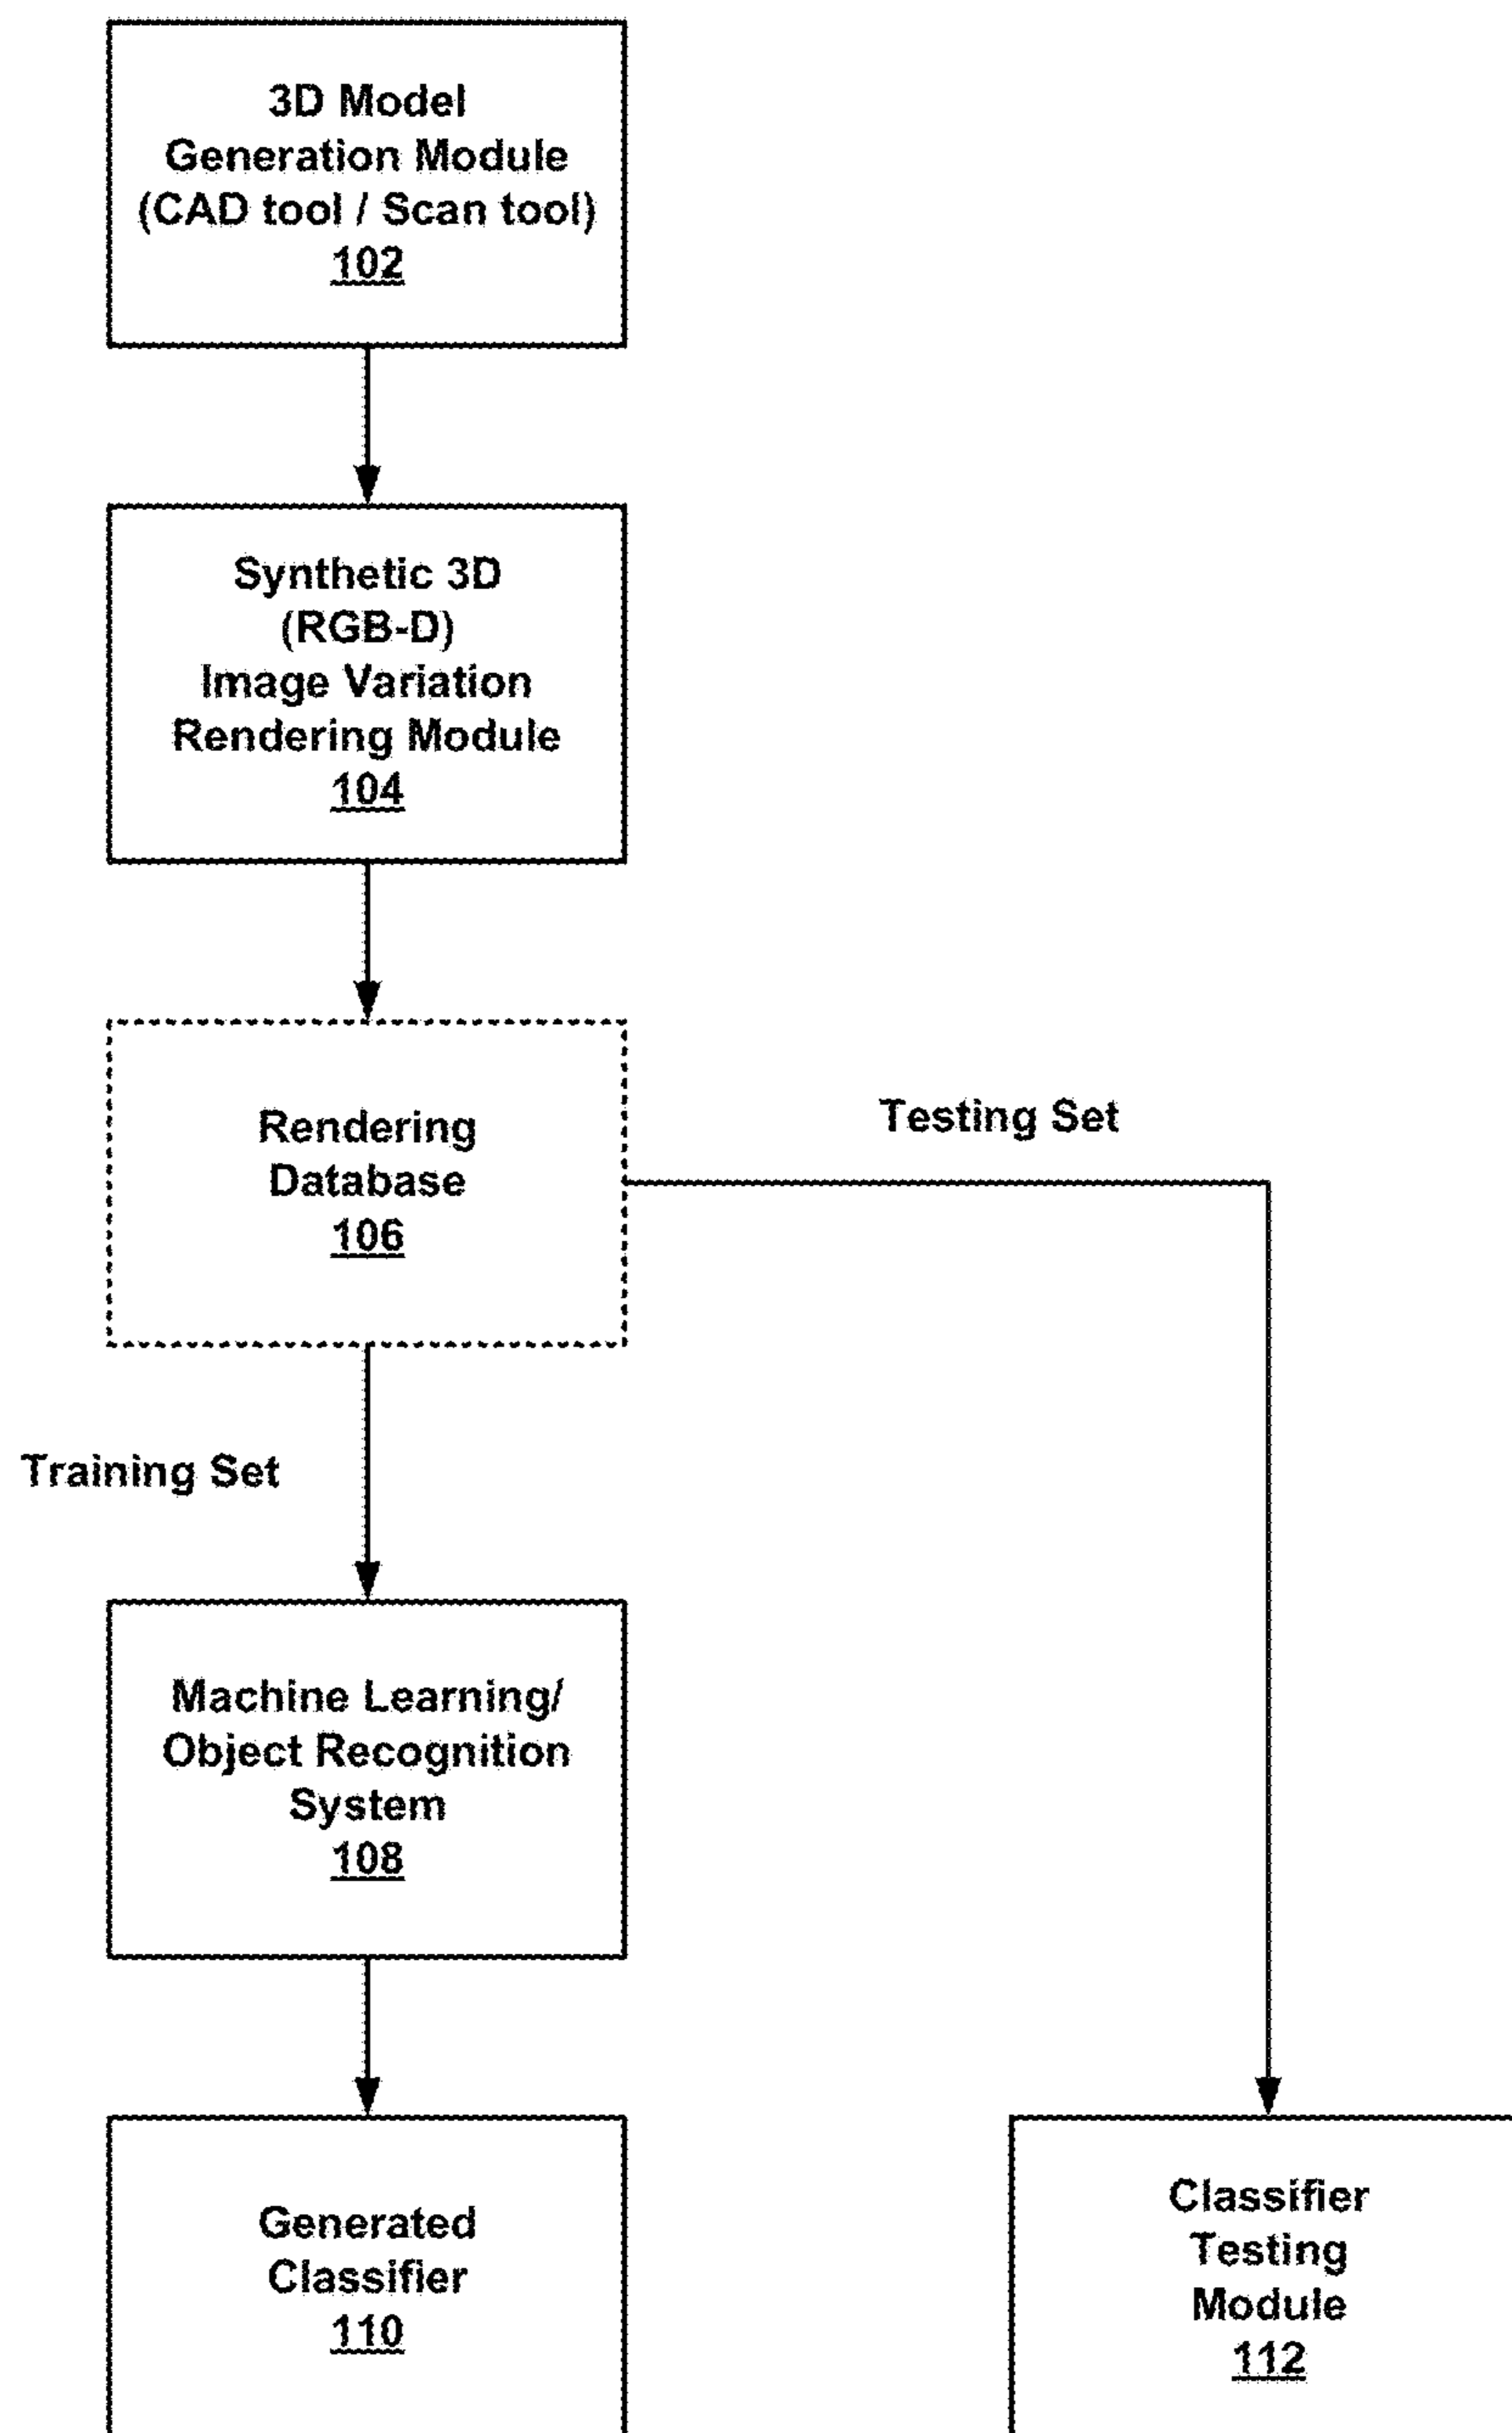 3D Model
Generation Module
(CAD tool / Scan tool)
102
Synthetic 3D
(RGB-D)
Image Variation
Rendering Module
104
Rendering
Database
106
Testing Set
Training Set
Machine Learning/
Object Recognition
System
108
Generated
Classifier
110
Classifier
Testing
Module
112